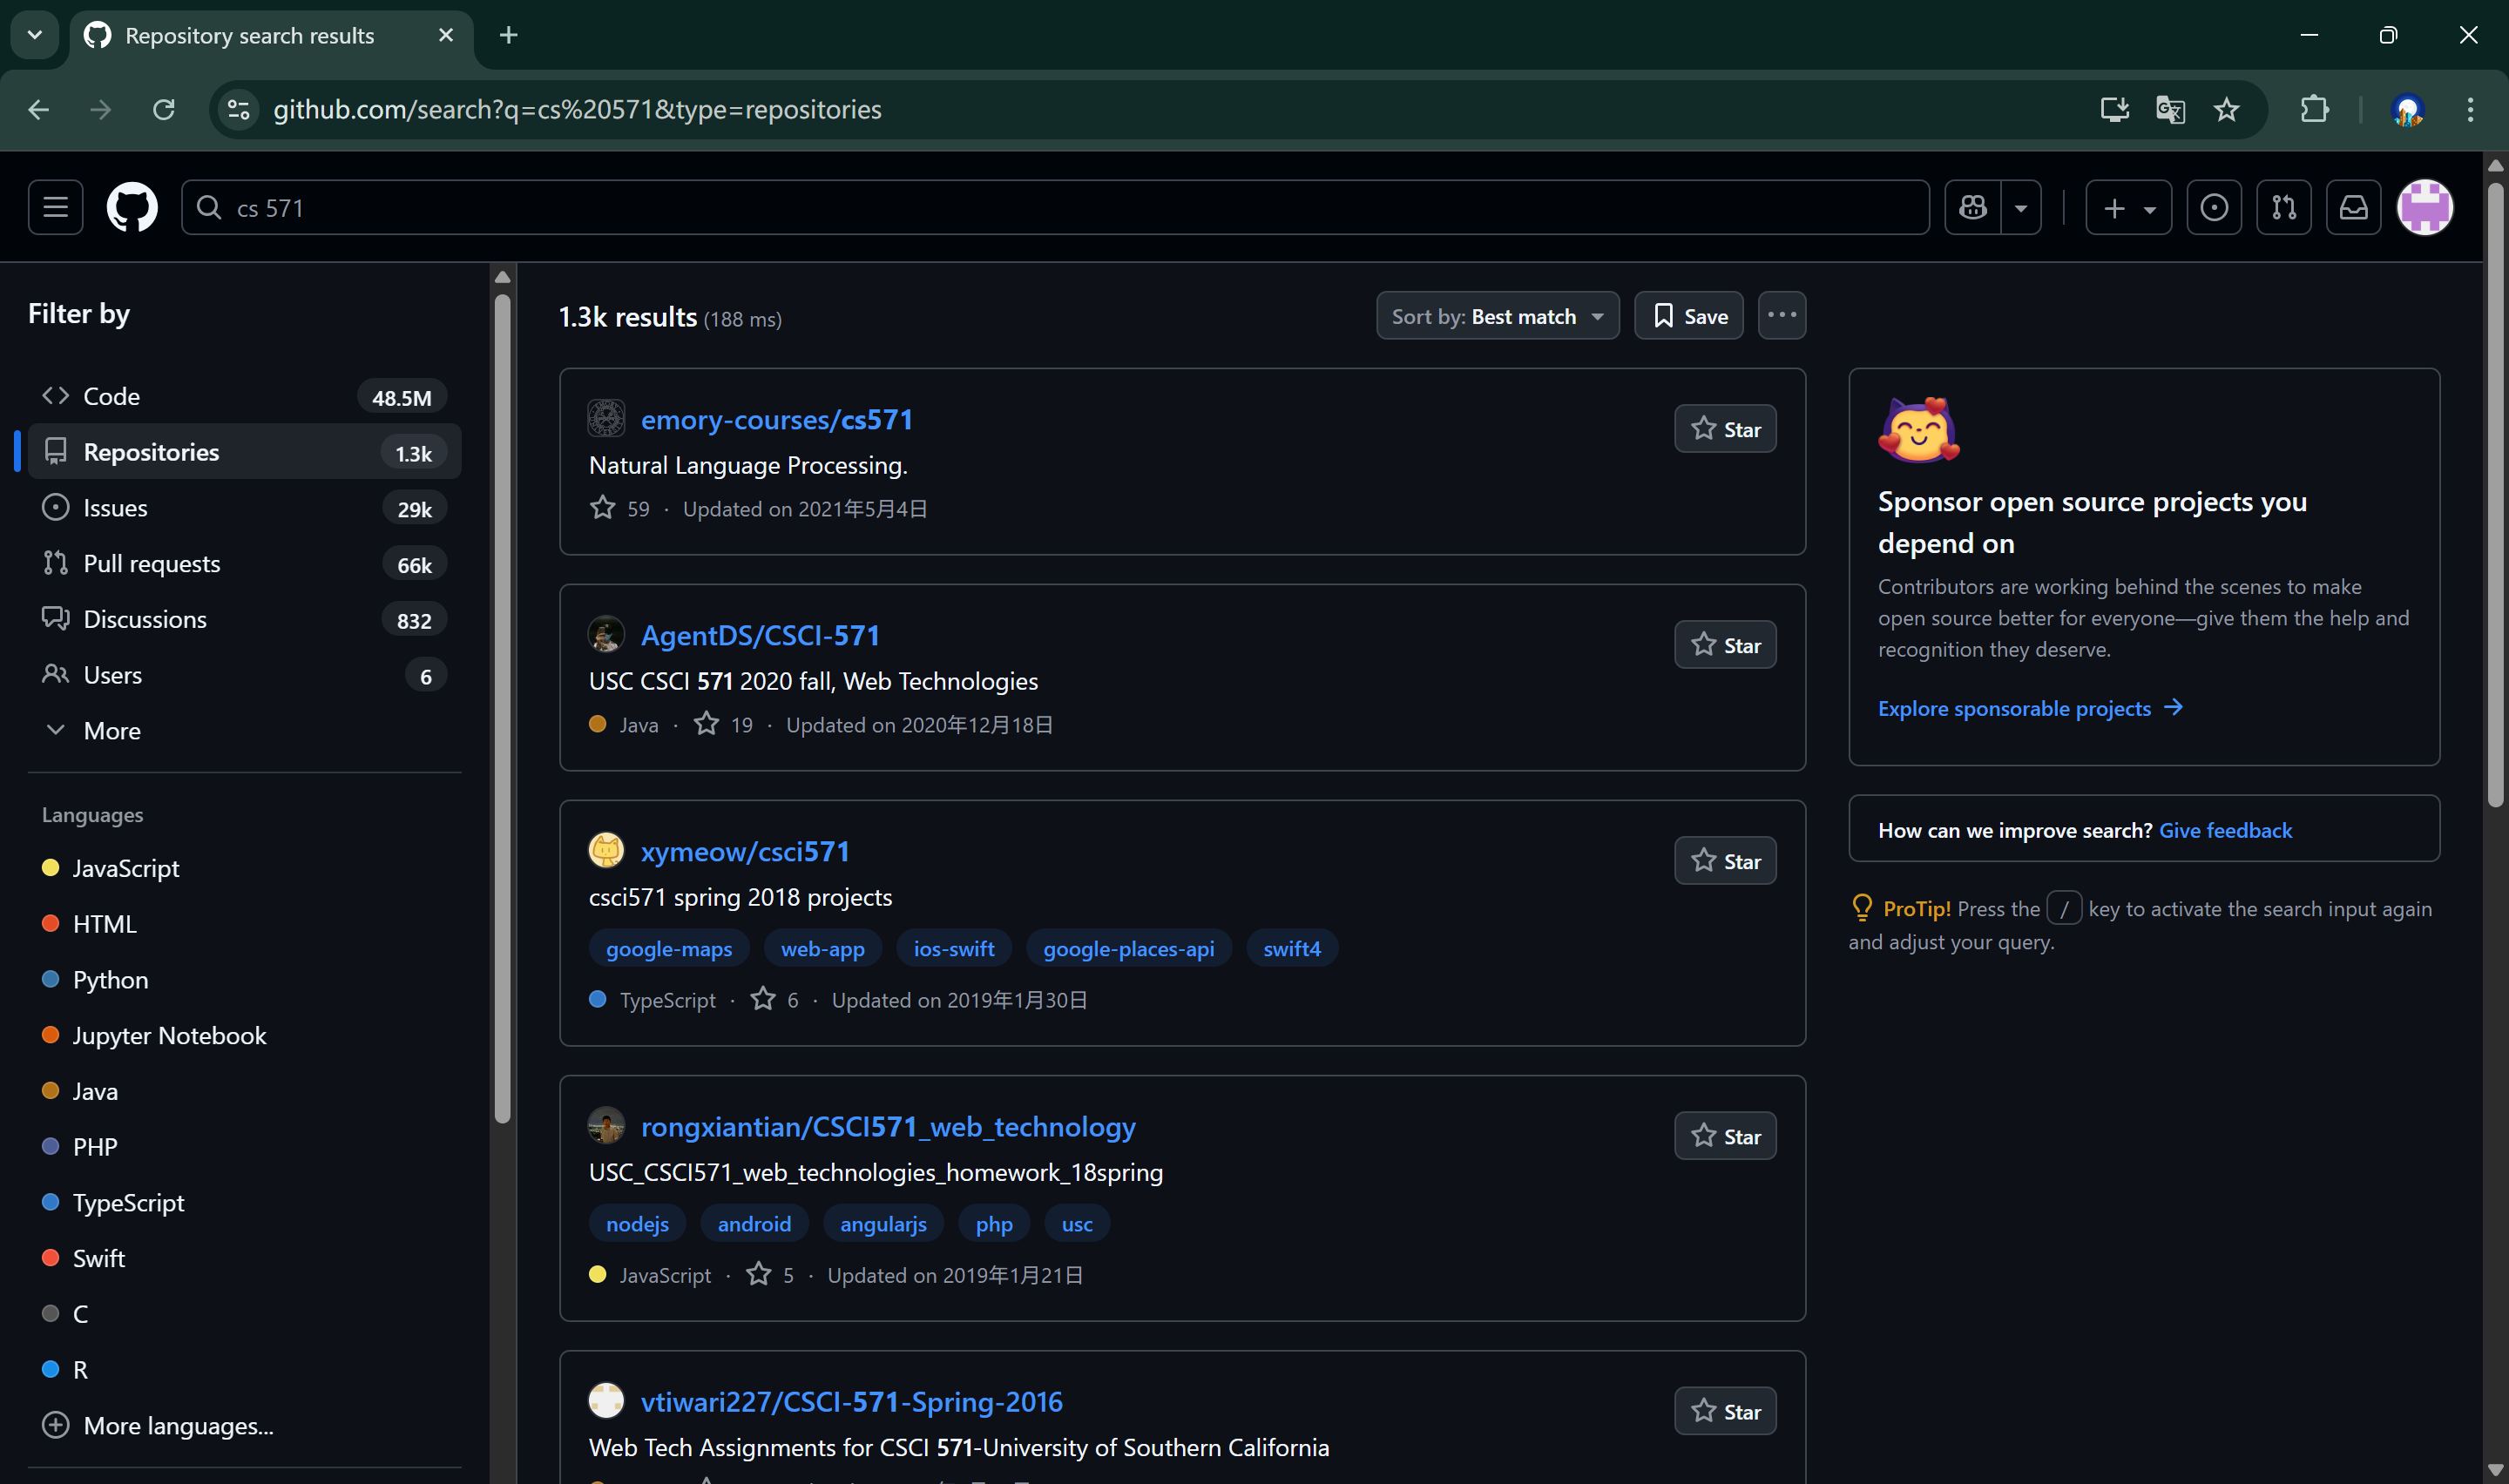 Repository search results
github.com/search?q=cs%20571&type=repositories
cs 571
Filter by
Code 48.5M
Repositories 1.3k
Issues 29k
Pull requests 66k
Discussions 832
Users 6
More
Languages
JavaScript
HTML
Python
Jupyter Notebook
Java
PHP
TypeScript
Swift
C
R
More languages...
1.3k results (188 ms)
Sort by: Best match
Save
emory-courses/cs571
Star
Natural Language Processing.
59 · Updated on 2021年5月4日
AgentDS/CSCI-571
Star
USC CSCI 571 2020 fall, Web Technologies
Java · 19 · Updated on 2020年12月18日
xymeow/csci571
Star
csci571 spring 2018 projects
google-maps web-app ios-swift google-places-api swift4
TypeScript · 6 · Updated on 2019年1月30日
rongxiantian/CSCI571_web_technology
Star
USC_CSCI571_web_technologies_homework_18spring
nodejs android angularjs php usc
JavaScript · 5 · Updated on 2019年1月21日
vtiwari227/CSCI-571-Spring-2016
Star
Web Tech Assignments for CSCI 571-University of Southern California
Sponsor open source projects you
depend on
Contributors are working behind the scenes to make
open source better for everyone—give them the help and
recognition they deserve.
Explore sponsorable projects →
How can we improve search? Give feedback
ProTip! Press the / key to activate the search input again
and adjust your query.